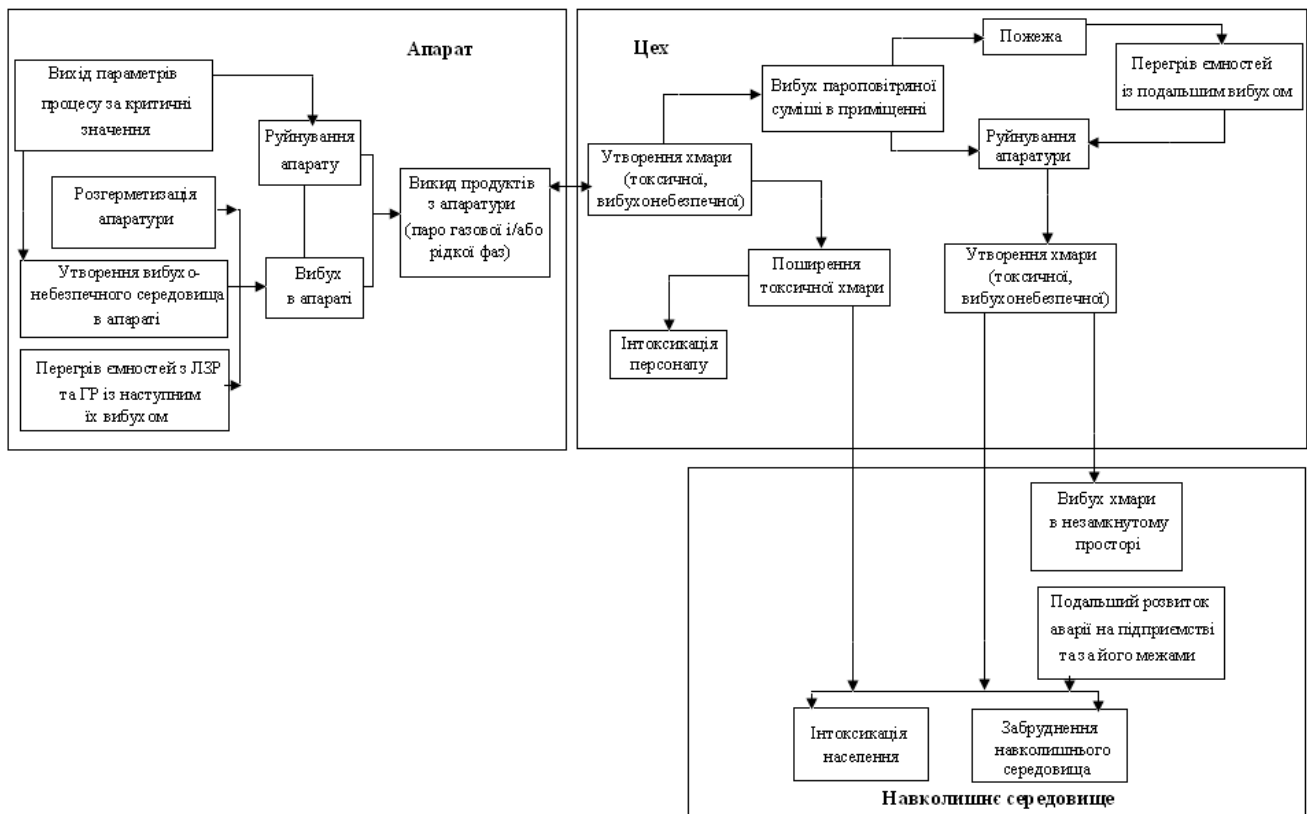 Апарат
Вихід параметрів
процесу за критичні
значення
Руйнування
апарату
Розгерметизація
апаратури
Викид продуктів
з апаратури
(паро газової і/або
рідкої фаз)
Утворення вибухо-
небезпечного середовища
в апараті
Вибух
в апараті
Перегрів ємностей з ЛЗР
та ГР із наступним
їх вибухом
Цех
Пожежа
Перегрів ємностей
із подальшим вибухом
Вибух пароповітряної
суміші в приміщенні
Руйнування
апаратури
Утворення хмари
(токсичної,
вибухонебезпечної)
Поширення
токсичної хмари
Утворення хмари
(токсичної,
вибухонебезпечної)
Інтоксикація
персоналу
Вибух хмари
в незамкнутому
просторі
Подальший розвиток
аварії на підприємстві
та за його межами
Інтоксикація
населення
Забруднення
навколишнього
середовища
Навколишнє середовище